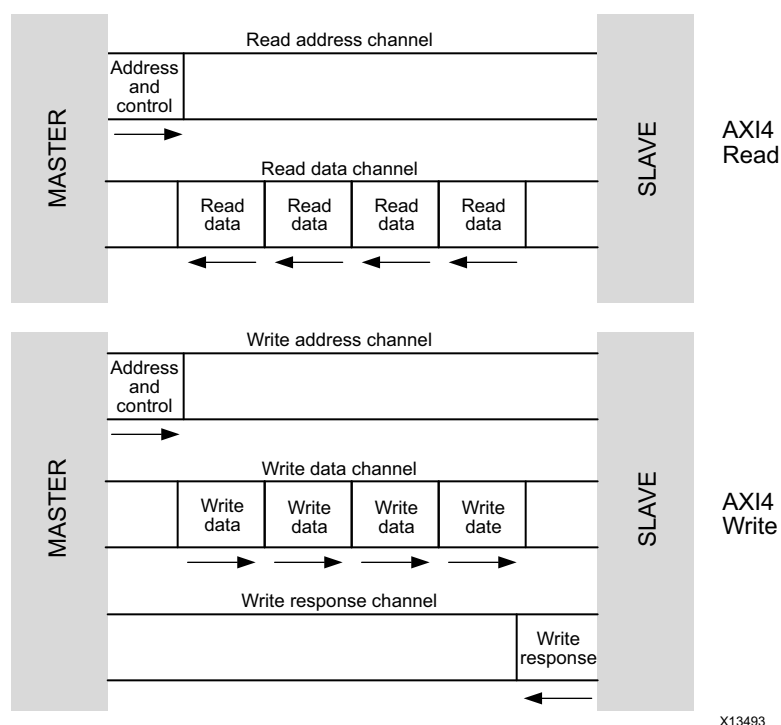 Read address channel
Address
and
control
MASTER
SLAVE
AXI4
Read
Read data channel
Read
data
Read
data
Read
data
Read
data
Write address channel
Address
and
control
MASTER
SLAVE
AXI4
Write
Write data channel
Write
data
Write
data
Write
data
Write
date
Write response channel
Write
response
X13493